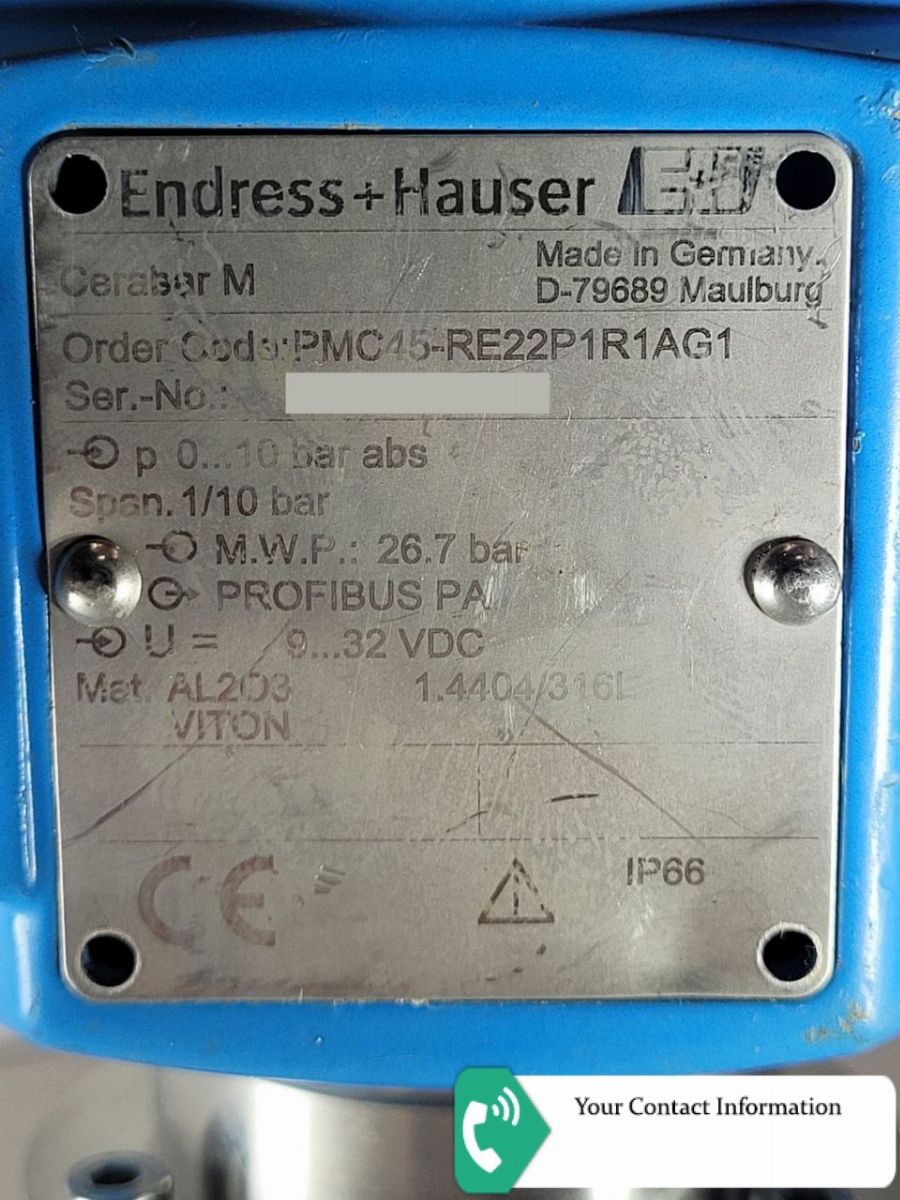 Endress+Hauser E+H
Cerabar M
Made in Germany.
D-79689 Maulburg
Order Code:PMC45-RE22P1R1AG1
Ser.-No.:
p 0...10 bar abs
Span.1/10 bar
M.W.P.: 26.7 bar
PROFIBUS PA
U = 9...32 VDC
Mat. AL2O3 1.4404/316L
VITON
CE IP66
Your Contact Information